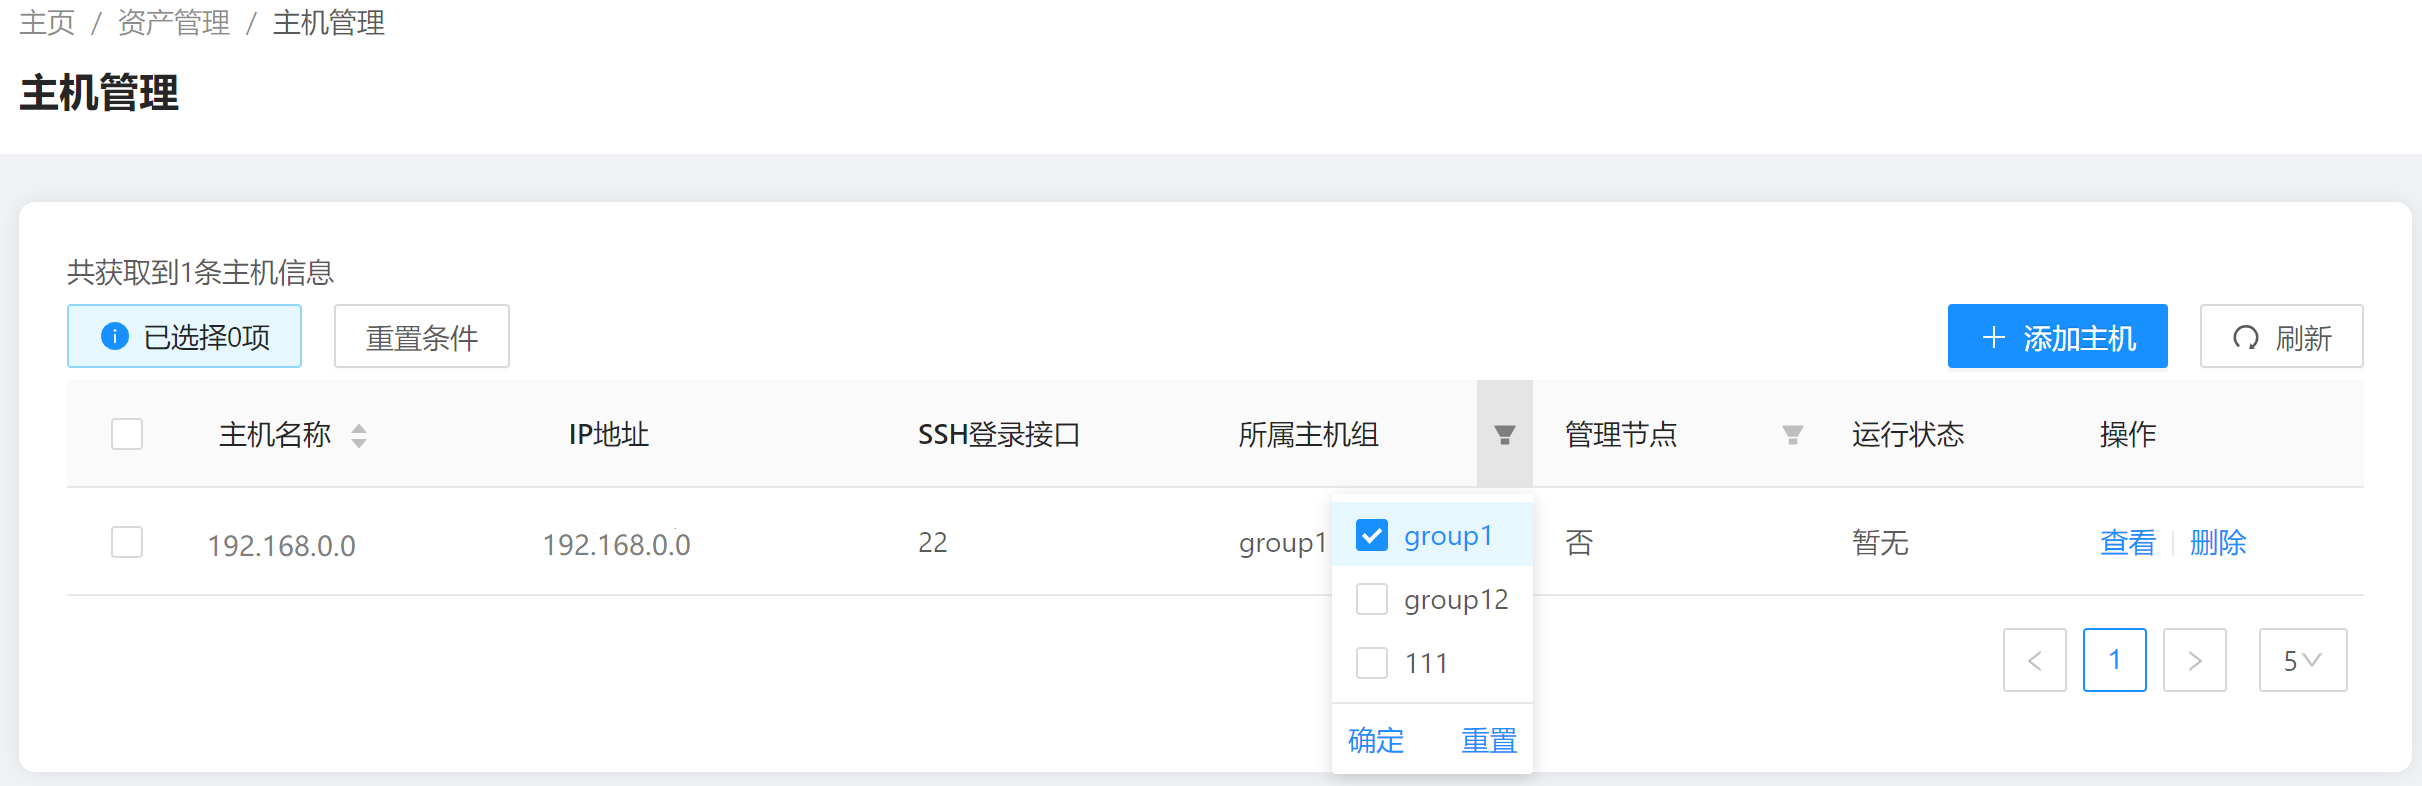 主页 / 资产管理 / 主机管理
主机管理
共获取到1条主机信息
已选择0项 重置条件 添加主机 刷新
主机名称 IP地址 SSH登录接口 所属主机组 管理节点 运行状态 操作
192.168.0.0 192.168.0.0 22 group1 否 暂无 查看 删除
group1
group12
111
确定 重置
< 1 > 5